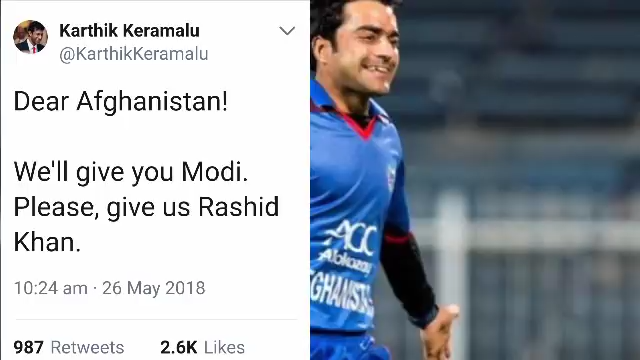 Karthik Keramalu
@KarthikKeramalu
Dear Afghanistan!
We'll give you Modi.
Please, give us Rashid
Khan.
10:24 am · 26 May 2018
987 Retweets 2.6K Likes
ACC
Alokozay
GHANISTA